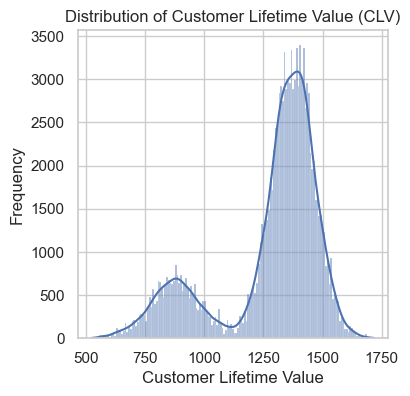 Distribution of Customer Lifetime Value (CLV)
3500
3000
2500
2000
1500
1000
500
0
Frequency
500 750 1000 1250 1500 1750
Customer Lifetime Value